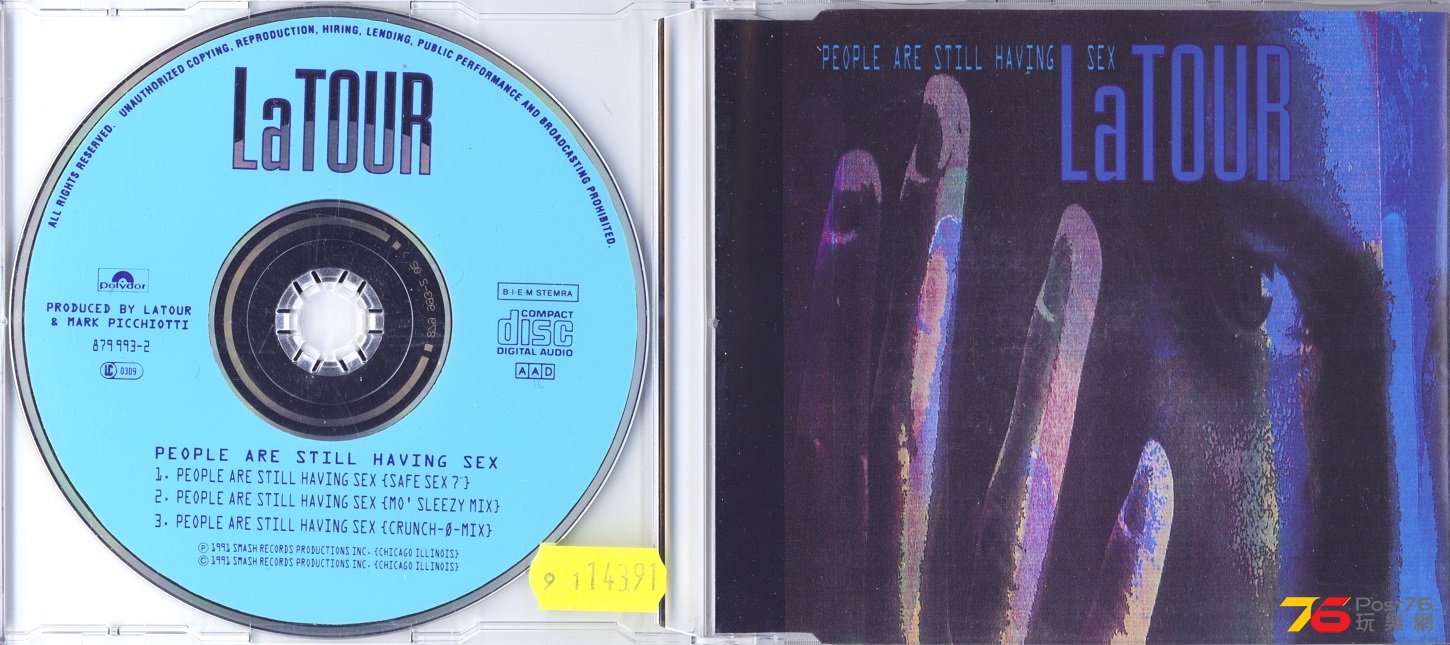 ALL RIGHTS RESERVED. UNAUTHORIZED COPYING, REPRODUCTION, HIRING, LENDING, PUBLIC PERFORMANCE AND BROADCASTING PROHIBITED.
LaTOUR
polydor
PRODUCED BY LATOUR
& MARK PICCHIOTTI
879 993-2
LC 0309
B·I·E·M STEMRA
COMPACT
disc
DIGITAL AUDIO
AAD
PEOPLE ARE STILL HAVING SEX
1. PEOPLE ARE STILL HAVING SEX {SAFE SEX 7"}
2. PEOPLE ARE STILL HAVING SEX {MO' SLEEZY MIX}
3. PEOPLE ARE STILL HAVING SEX {CRUNCH-Ø-MIX}
℗ 1991 SMASH RECORDS PRODUCTIONS INC. {CHICAGO ILLINOIS}
© 1991 SMASH RECORDS PRODUCTIONS INC. {CHICAGO ILLINOIS}
9 1 143.91
PEOPLE ARE STILL HAVING SEX
LaTOUR
76 Post76
玩樂網